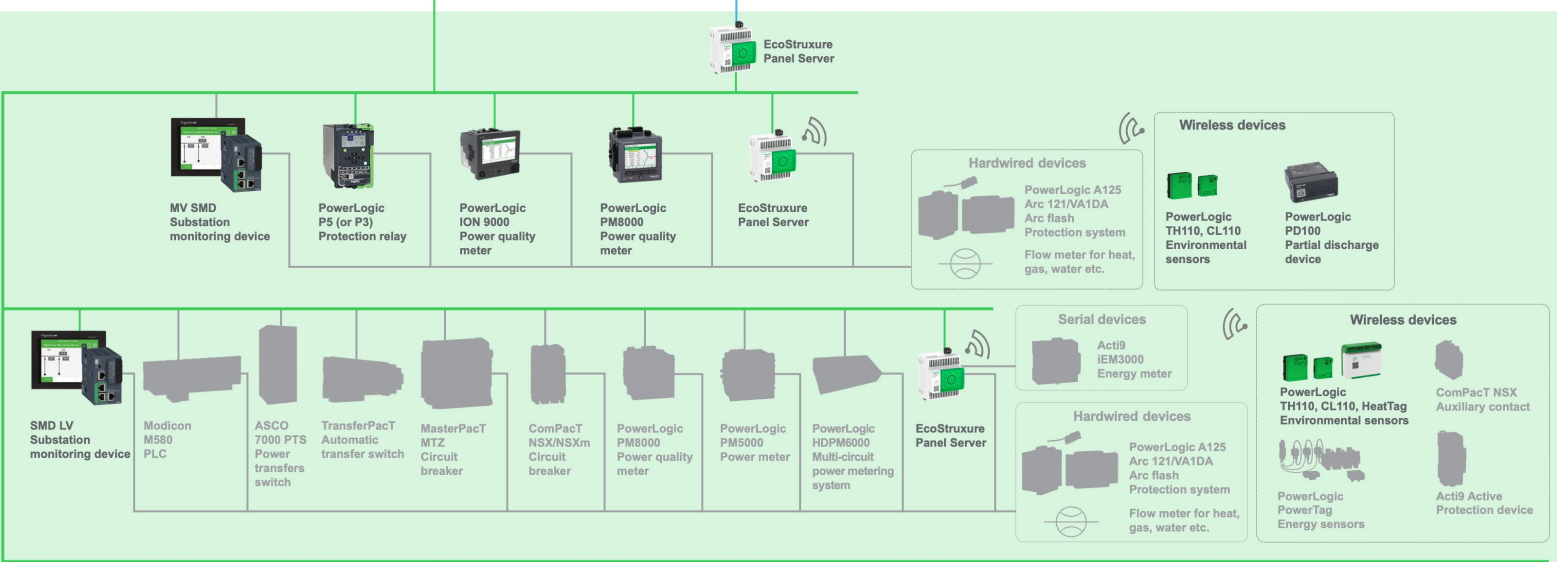 EcoStruxure
Panel Server
MV SMD
Substation
monitoring device
PowerLogic
P5 (or P3)
Protection relay
PowerLogic
ION 9000
Power quality
meter
PowerLogic
PM8000
Power quality
meter
EcoStruxure
Panel Server
Hardwired devices
PowerLogic A125
Arc 121/VA1DA
Arc flash
Protection system
Flow meter for heat,
gas, water etc.
Wireless devices
PowerLogic
TH110, CL110
Environmental
sensors
PowerLogic
PD100
Partial discharge
device
SMD LV
Substation
monitoring device
Modicon
M580
PLC
ASCO
7000 PTS
Power
transfers
switch
TransferPacT
Automatic
transfer switch
MasterPacT
MTZ
Circuit
breaker
ComPacT
NSX/NSXm
Circuit
breaker
PowerLogic
PM8000
Power quality
meter
PowerLogic
PM5000
Power meter
PowerLogic
HDPM6000
Multi-circuit
power metering
system
EcoStruxure
Panel Server
Serial devices
Acti9
iEM3000
Energy meter
Hardwired devices
PowerLogic A125
Arc 121/VA1DA
Arc flash
Protection system
Flow meter for heat,
gas, water etc.
Wireless devices
PowerLogic
TH110, CL110, HeatTag
Environmental sensors
ComPacT NSX
Auxiliary contact
PowerLogic
PowerTag
Energy sensors
Acti9 Active
Protection device